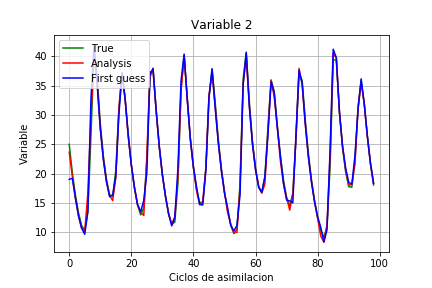 Variable 2
True
Analysis
First guess
Variable
40
35
30
25
20
15
10
0
20
40
60
80
100
Ciclos de asimilacion